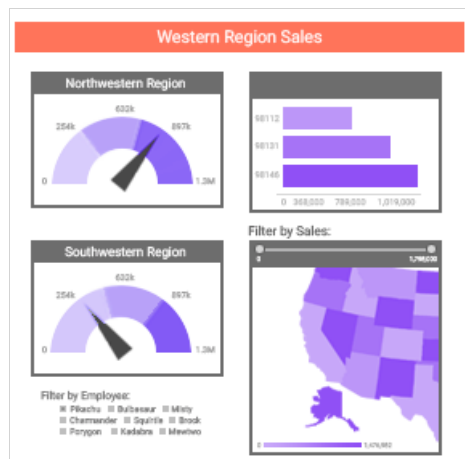 Western Region Sales
Northwestern Region
632k
254k
897k
0
1.3M
98112
98131
98146
0 368,000 789,000 1,019,000
Southwestern Region
632k
254k
897k
0
1.3M
Filter by Employee:
Pikachu Bulbasaur Misty
Charmander Squirtle Brock
Porygon Kadabra Mewtwo
Filter by Sales:
0
0